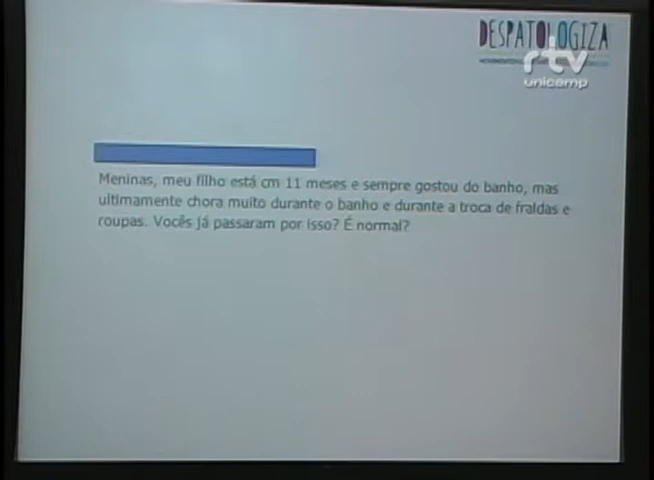 DESPATOLOGIZA
rtv
unicamp
Meninas, meu filho está cm 11 meses e sempre gostou do banho, mas
ultimamente chora muito durante o banho e durante a troca de fraldas e
roupas. Vocês já passaram por isso? É normal?